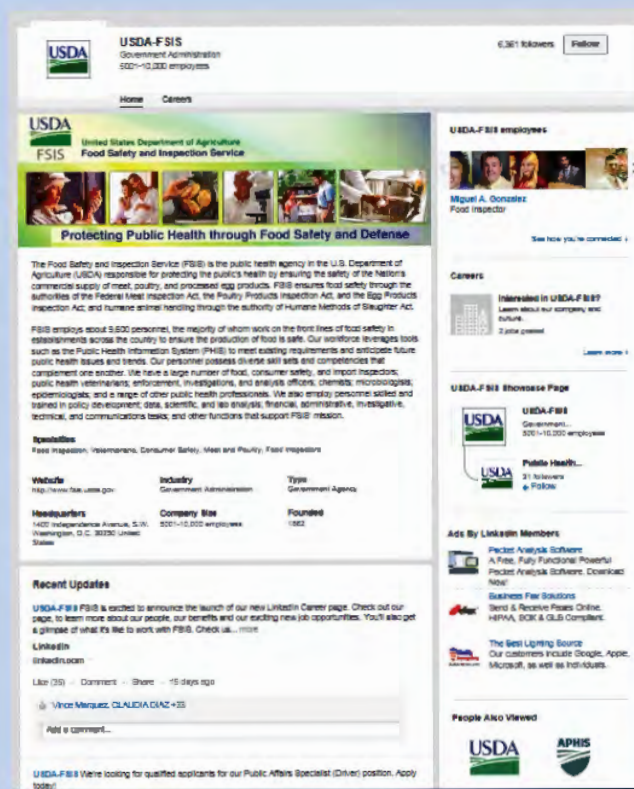 USDA
USDA-FSIS
Government Administration
5001-10,000 employees
6,361 followers
Follow
Home
Careers
USDA
FSIS
United States Department of Agriculture
Food Safety and Inspection Service
Protecting Public Health through Food Safety and Defense
The Food Safety and Inspection Service (FSIS) is the public health agency in the U.S. Department of
Agriculture (USDA) responsible for protecting the public's health by ensuring the safety of the Nation's
commercial supply of meat, poultry, and processed egg products. FSIS ensures food safety through the
authorities of the Federal Meat Inspection Act, the Poultry Products Inspection Act, and the Egg Products
Inspection Act; and humane animal handling through the authority of Humane Methods of Slaughter Act.
FSIS employs about 9,600 personnel, the majority of whom work on the front lines of food safety in
establishments across the country to ensure the production of food is safe. Our workforce leverages tools
such as the Public Health Information System (PHIS) to meet existing requirements and anticipate future
public health issues and trends. Our personnel possess diverse skill sets and competencies that
complement one another. We have a large number of food, consumer safety, and import inspectors;
public health veterinarians; enforcement, investigations, and analysis officers; chemists; microbiologists;
epidemiologists; and a range of other public health professionals. We also employ personnel skilled and
trained in policy development; data, scientific, and lab analysis; financial, administrative, investigative,
technical, and communications tasks; and other functions that support FSIS' mission.
Specialties
Food Inspection, Veterinarians, Consumer Safety, Meat and Poultry, Food Inspectors
Website
http://www.fsis.usda.gov
Industry
Government Administration
Type
Government Agency
Headquarters
1400 Independence Avenue, S.W.
Washington, D.C. 20250 United
States
Company Size
5001-10,000 employees
Founded
1862
Recent Updates
USDA-FSIS FSIS is excited to announce the launch of our new LinkedIn Career page. Check out our
page, to learn more about our people, our benefits and our exciting new job opportunities. You'll also get
a glimpse of what it's like to work with FSIS. Check us... more
LinkedIn
linkedin.com
Like (35) Comment Share 15 days ago
Vince Marquez, CLAUDIA DIAZ +33
Add a comment...
USDA-FSIS We're looking for qualified applicants for our Public Affairs Specialist (Driver) position. Apply
today!
USDA-FSIS employees
Miguel A. Gonzalez
Food Inspector
See how you're connected
Careers
Interested in USDA-FSIS?
Learn about our company and
culture.
2 jobs posted
Learn more
USDA-FSIS Showcase Page
USDA
USDA-FSIS
Government...
5001-10,000 employees
USDA
Public Health...
31 followers
Follow
Ads By LinkedIn Members
Packet Analysis Software
A Free, Fully Functional Powerful
Packet Analysis Software. Download
Now!
Business Fax Solutions
Send & Receive Faxes Online.
HIPAA, SOX & GLB Compliant.
The Best Lighting Source
Our customers include Google, Apple,
Microsoft, as well as individuals.
People Also Viewed
USDA
APHIS